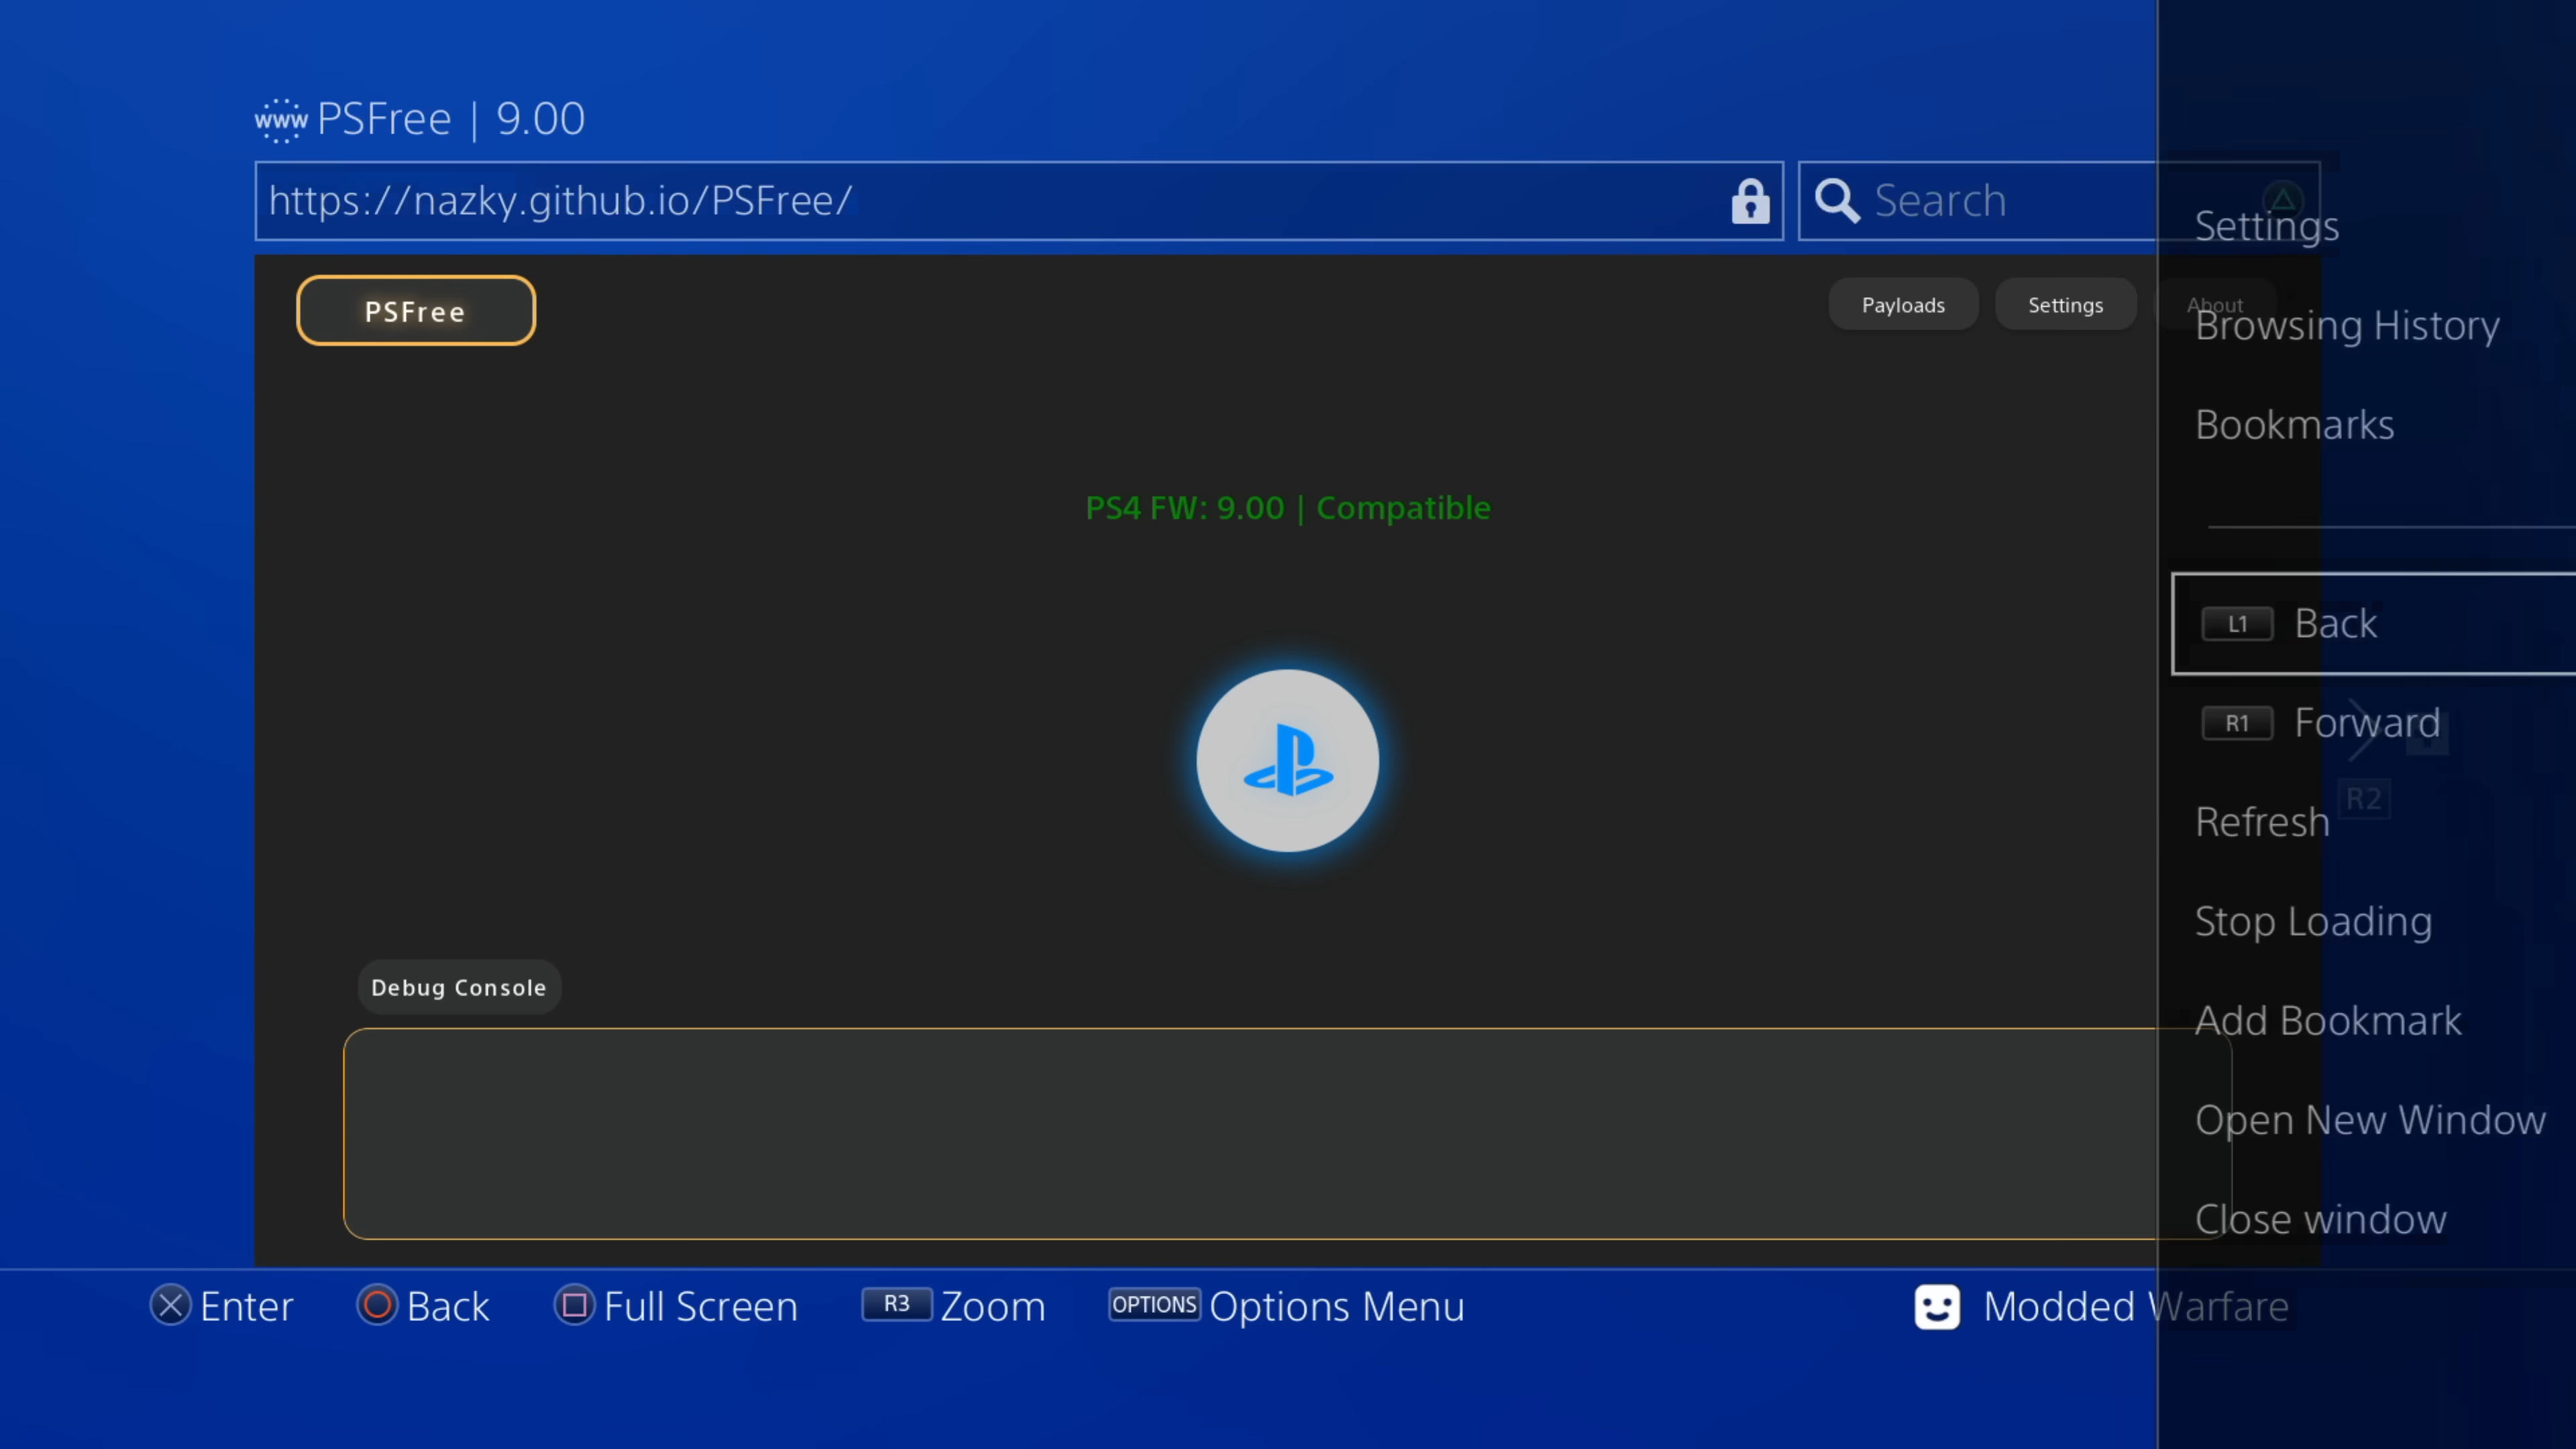 www PSFree | 9.00
https://nazky.github.io/PSFree/
Search
PSFree
Payloads
Settings
About
PS4 FW: 9.00 | Compatible
Debug Console
Settings
Browsing History
Bookmarks
L1 Back
R1 Forward
R2
Refresh
Stop Loading
Add Bookmark
Open New Window
Close window
Enter
Back
Full Screen
R3 Zoom
OPTIONS Options Menu
Modded Warfare